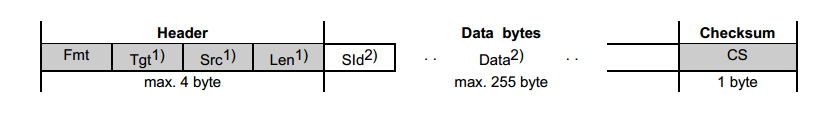 Header Data bytes Checksum
Fmt Tgt1) Src1) Len1) SId2) . . Data2) . . CS
max. 4 byte max. 255 byte 1 byte